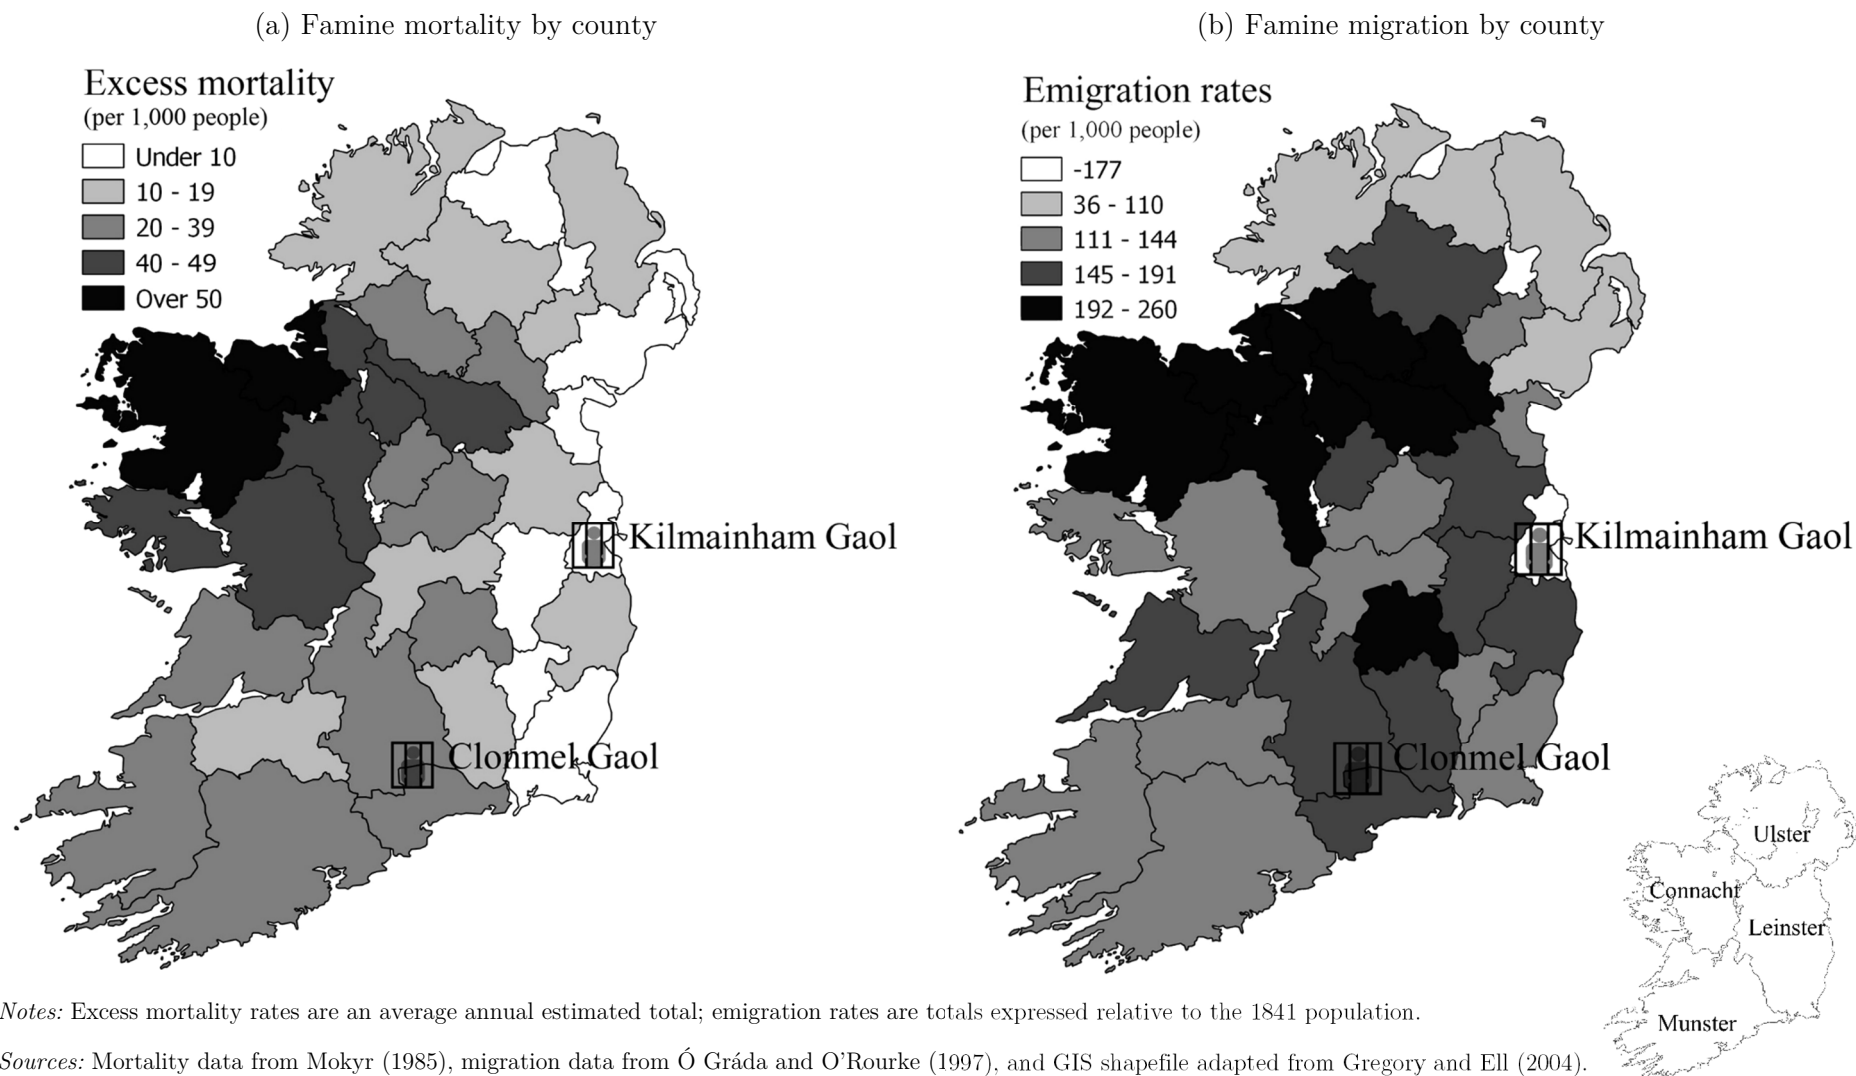 (a) Famine mortality by county
Excess mortality
(per 1,000 people)
Under 10
10 - 19
20 - 39
40 - 49
Over 50
Kilmainham Gaol
Clonmel Gaol
(b) Famine migration by county
Emigration rates
(per 1,000 people)
-177
36 - 110
111 - 144
145 - 191
192 - 260
Kilmainham Gaol
Clonmel Gaol
Ulster
Connacht
Leinster
Munster
Notes: Excess mortality rates are an average annual estimated total; emigration rates are totals expressed relative to the 1841 population.
Sources: Mortality data from Mokyr (1985), migration data from Ó Gráda and O'Rourke (1997), and GIS shapefile adapted from Gregory and Ell (2004).